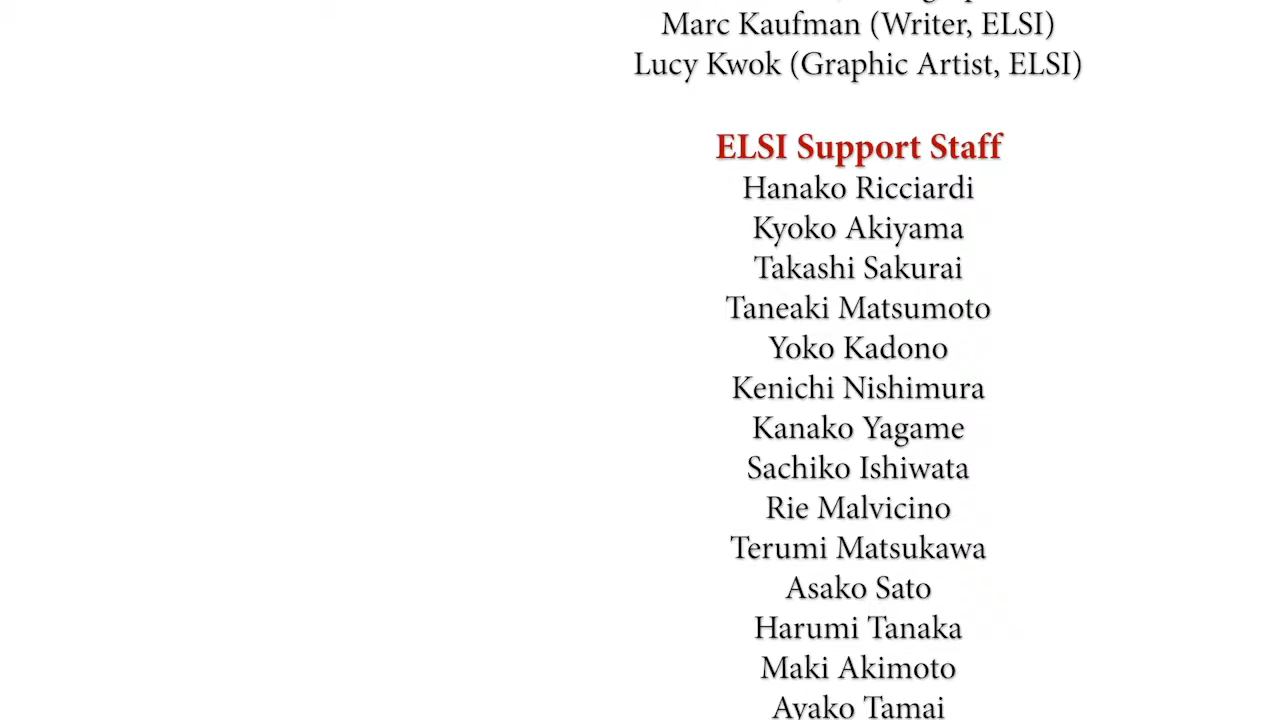 Marc Kaufman (Writer, ELSI)
Lucy Kwok (Graphic Artist, ELSI)
ELSI Support Staff
Hanako Ricciardi
Kyoko Akiyama
Takashi Sakurai
Taneaki Matsumoto
Yoko Kadono
Kenichi Nishimura
Kanako Yagame
Sachiko Ishiwata
Rie Malvicino
Terumi Matsukawa
Asako Sato
Harumi Tanaka
Maki Akimoto
Ayako Tamai